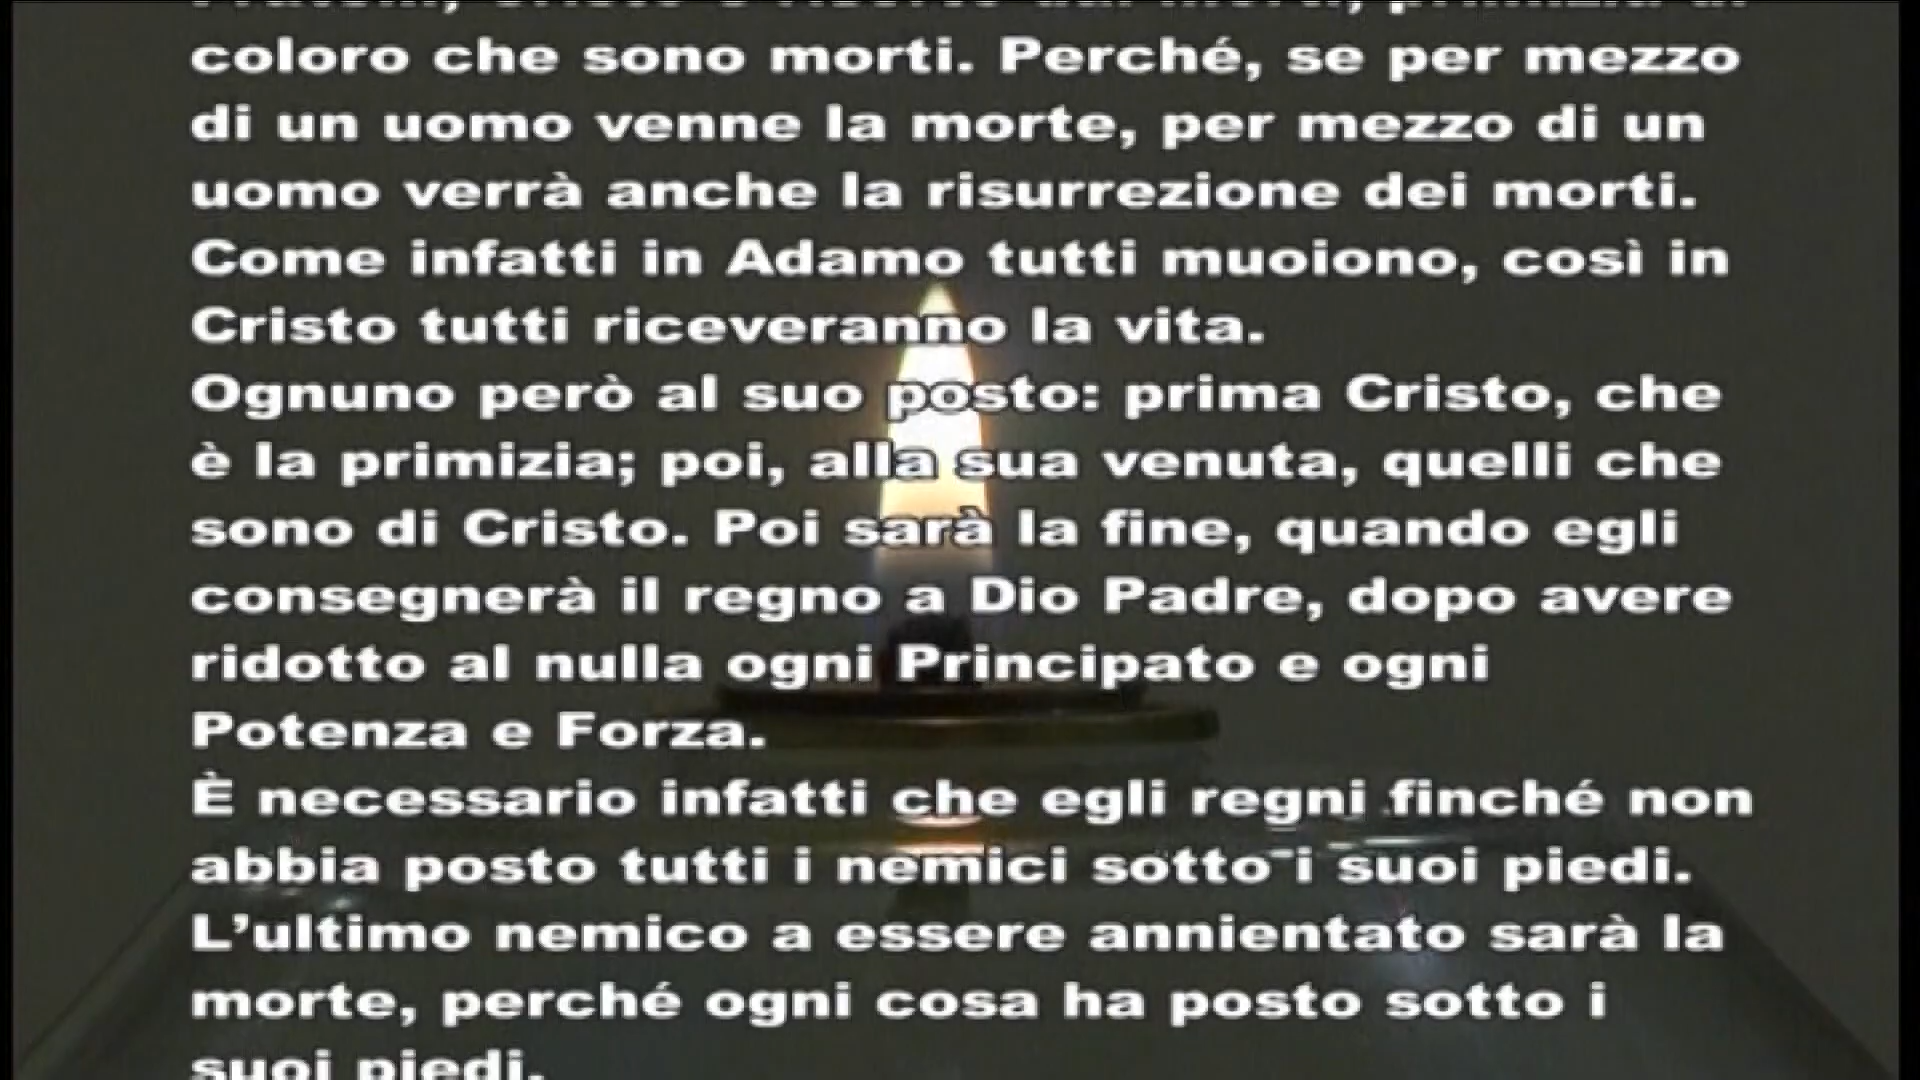 coloro che sono morti. Perché, se per mezzo
di un uomo venne la morte, per mezzo di un
uomo verrà anche la risurrezione dei morti.
Come infatti in Adamo tutti muoiono, così in
Cristo tutti riceveranno la vita.
Ognuno però al suo posto: prima Cristo, che
è la primizia; poi, alla sua venuta, quelli che
sono di Cristo. Poi sarà la fine, quando egli
consegnerà il regno a Dio Padre, dopo avere
ridotto al nulla ogni Principato e ogni
Potenza e Forza.
È necessario infatti che egli regni finché non
abbia posto tutti i nemici sotto i suoi piedi.
L’ultimo nemico a essere annientato sarà la
morte, perché ogni cosa ha posto sotto i
suoi piedi.